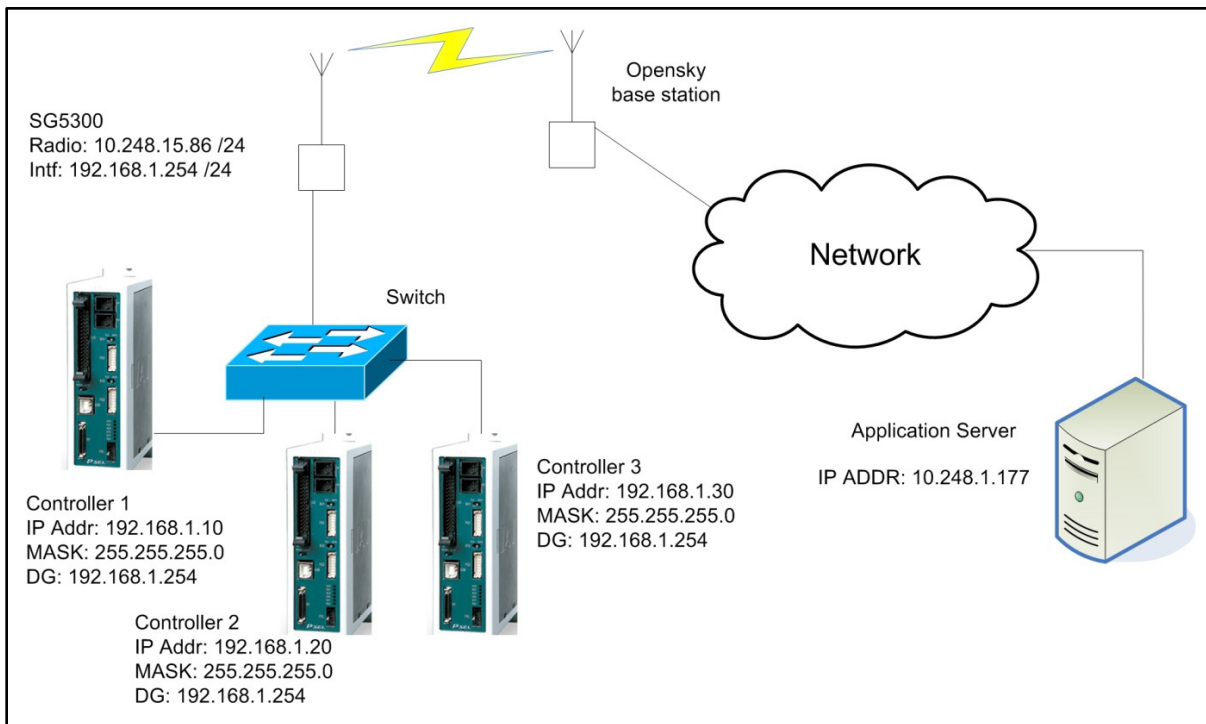 Opensky
base station
SG5300
Radio: 10.248.15.86 /24
Intf: 192.168.1.254 /24
Network
Switch
Application Server
IP ADDR: 10.248.1.177
Controller 1
IP Addr: 192.168.1.10
MASK: 255.255.255.0
DG: 192.168.1.254
Controller 2
IP Addr: 192.168.1.20
MASK: 255.255.255.0
DG: 192.168.1.254
Controller 3
IP Addr: 192.168.1.30
MASK: 255.255.255.0
DG: 192.168.1.254